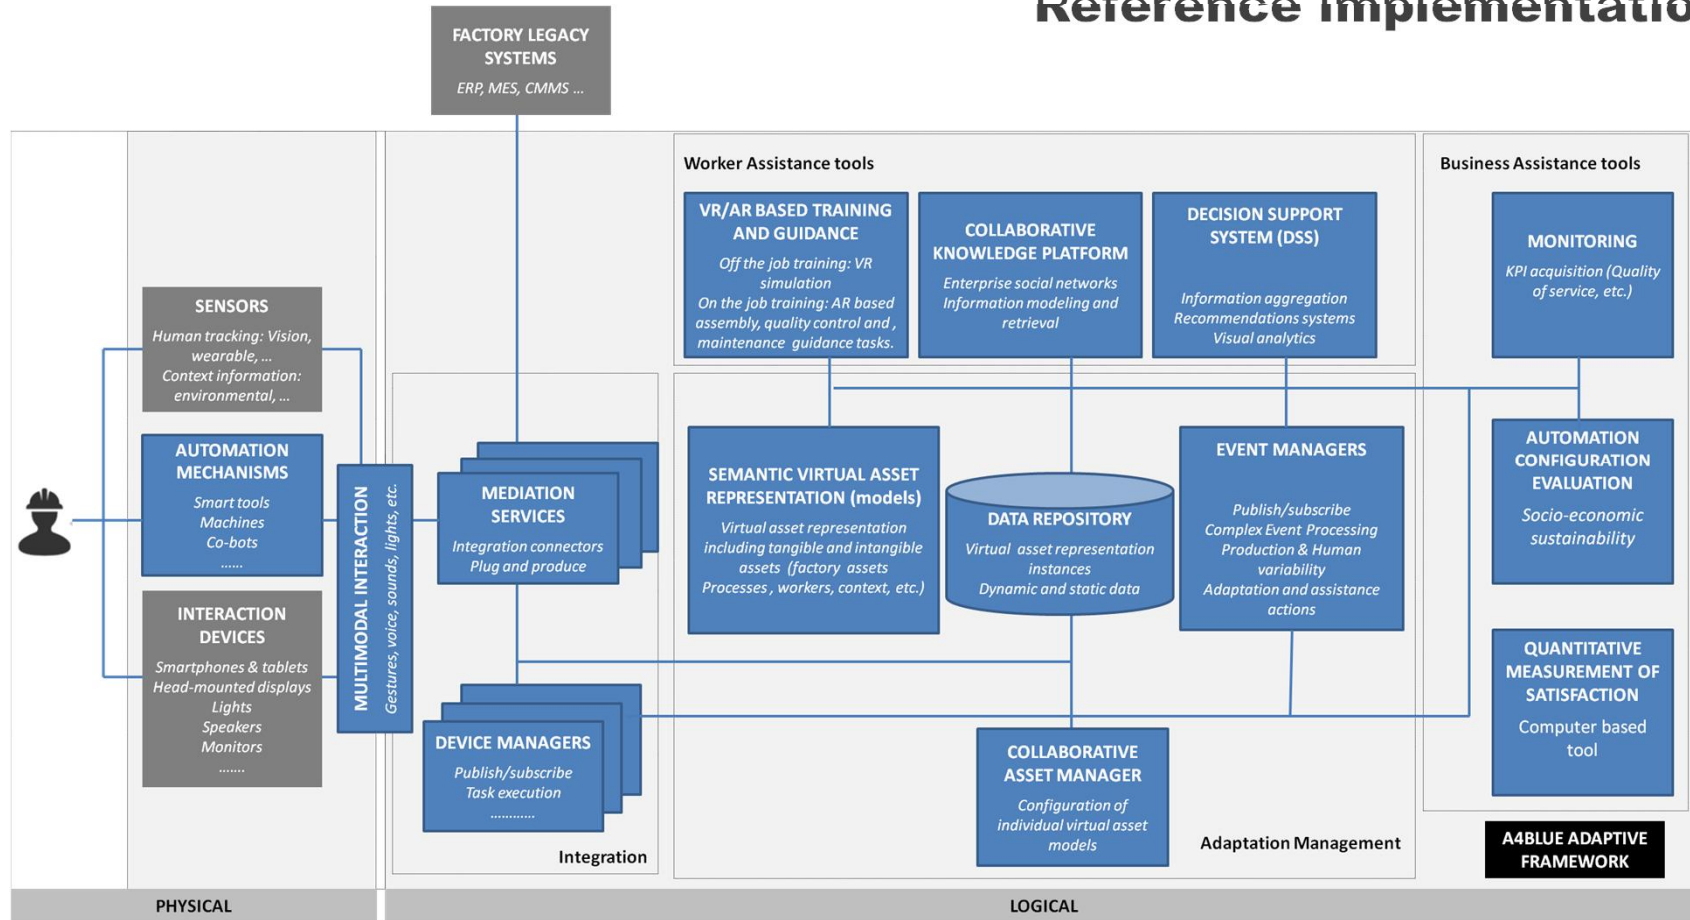 Reference Implementatio
FACTORY LEGACY
SYSTEMS
ERP, MES, CMMS ...
Worker Assistance tools
Business Assistance tools
VR/AR BASED TRAINING
AND GUIDANCE
Off the job training: VR
simulation
On the job training: AR based
assembly, quality control and ,
maintenance guidance tasks.
COLLABORATIVE
KNOWLEDGE PLATFORM
Enterprise social networks
Information modeling and
retrieval
DECISION SUPPORT
SYSTEM (DSS)
Information aggregation
Recommendations systems
Visual analytics
MONITORING
KPI acquisition (Quality
of service, etc.)
SENSORS
Human tracking: Vision,
wearable, ...
Context information:
environmental, ...
AUTOMATION
MECHANISMS
Smart tools
Machines
Co-bots
......
INTERACTION
DEVICES
Smartphones & tablets
Head-mounted displays
Lights
Speakers
Monitors
.......
MULTIMODAL INTERACTION
Gestures, voice, sounds, lights, etc.
MEDIATION
SERVICES
Integration connectors
Plug and produce
DEVICE MANAGERS
Publish/subscribe
Task execution
............
Integration
SEMANTIC VIRTUAL ASSET
REPRESENTATION (models)
Virtual asset representation
including tangible and intangible
assets (factory assets
Processes , workers, context, etc.)
DATA REPOSITORY
Virtual asset representation
instances
Dynamic and static data
EVENT MANAGERS
Publish/subscribe
Complex Event Processing
Production & Human
variability
Adaptation and assistance
actions
COLLABORATIVE
ASSET MANAGER
Configuration of
individual virtual asset
models
Adaptation Management
AUTOMATION
CONFIGURATION
EVALUATION
Socio-economic
sustainability
QUANTITATIVE
MEASUREMENT OF
SATISFACTION
Computer based
tool
A4BLUE ADAPTIVE
FRAMEWORK
PHYSICAL
LOGICAL